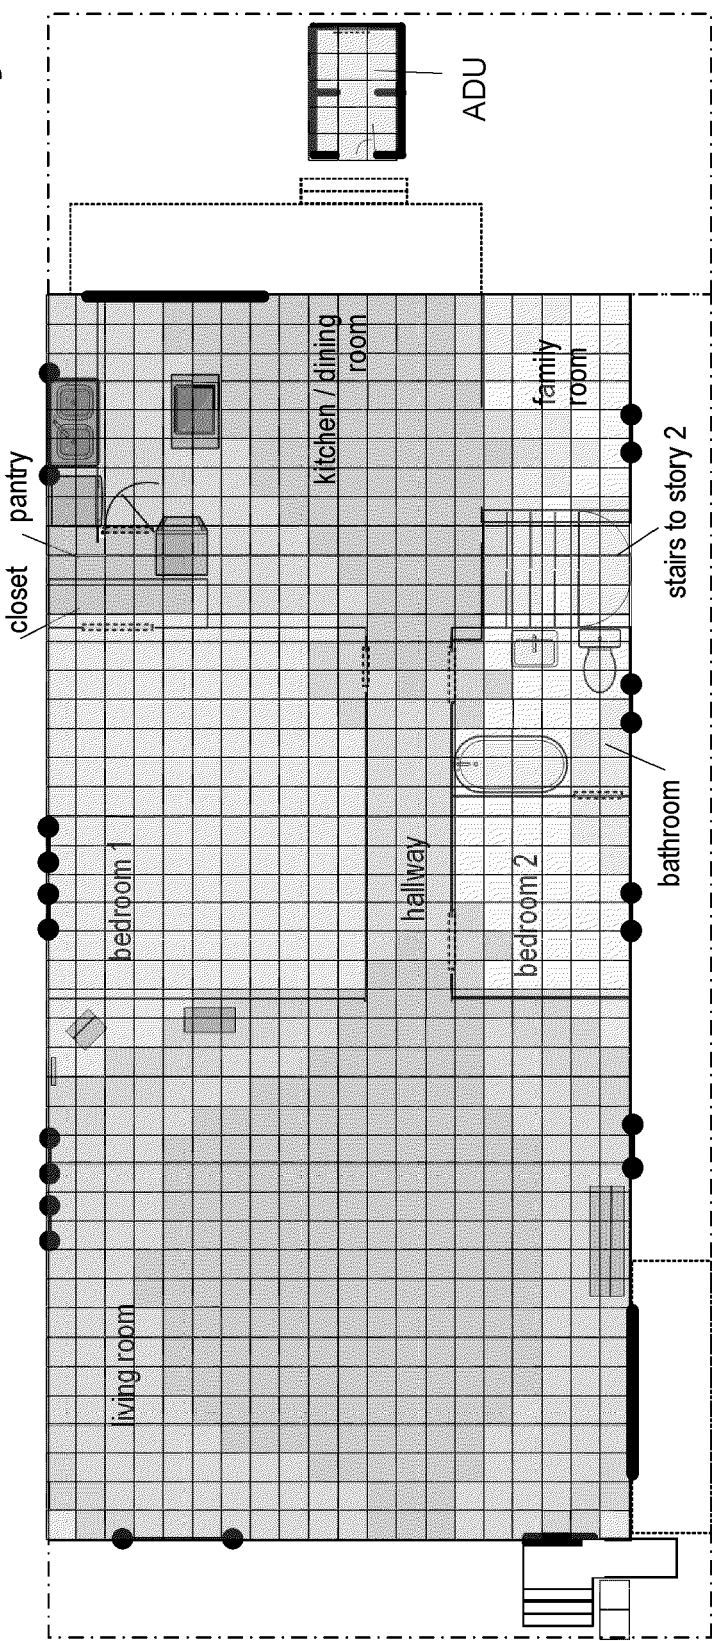 ADU
kitchen / dining
room
family
room
pantry
closet
stairs to story 2
bedroom 1
hallway
bedroom 2
bathroom
living room